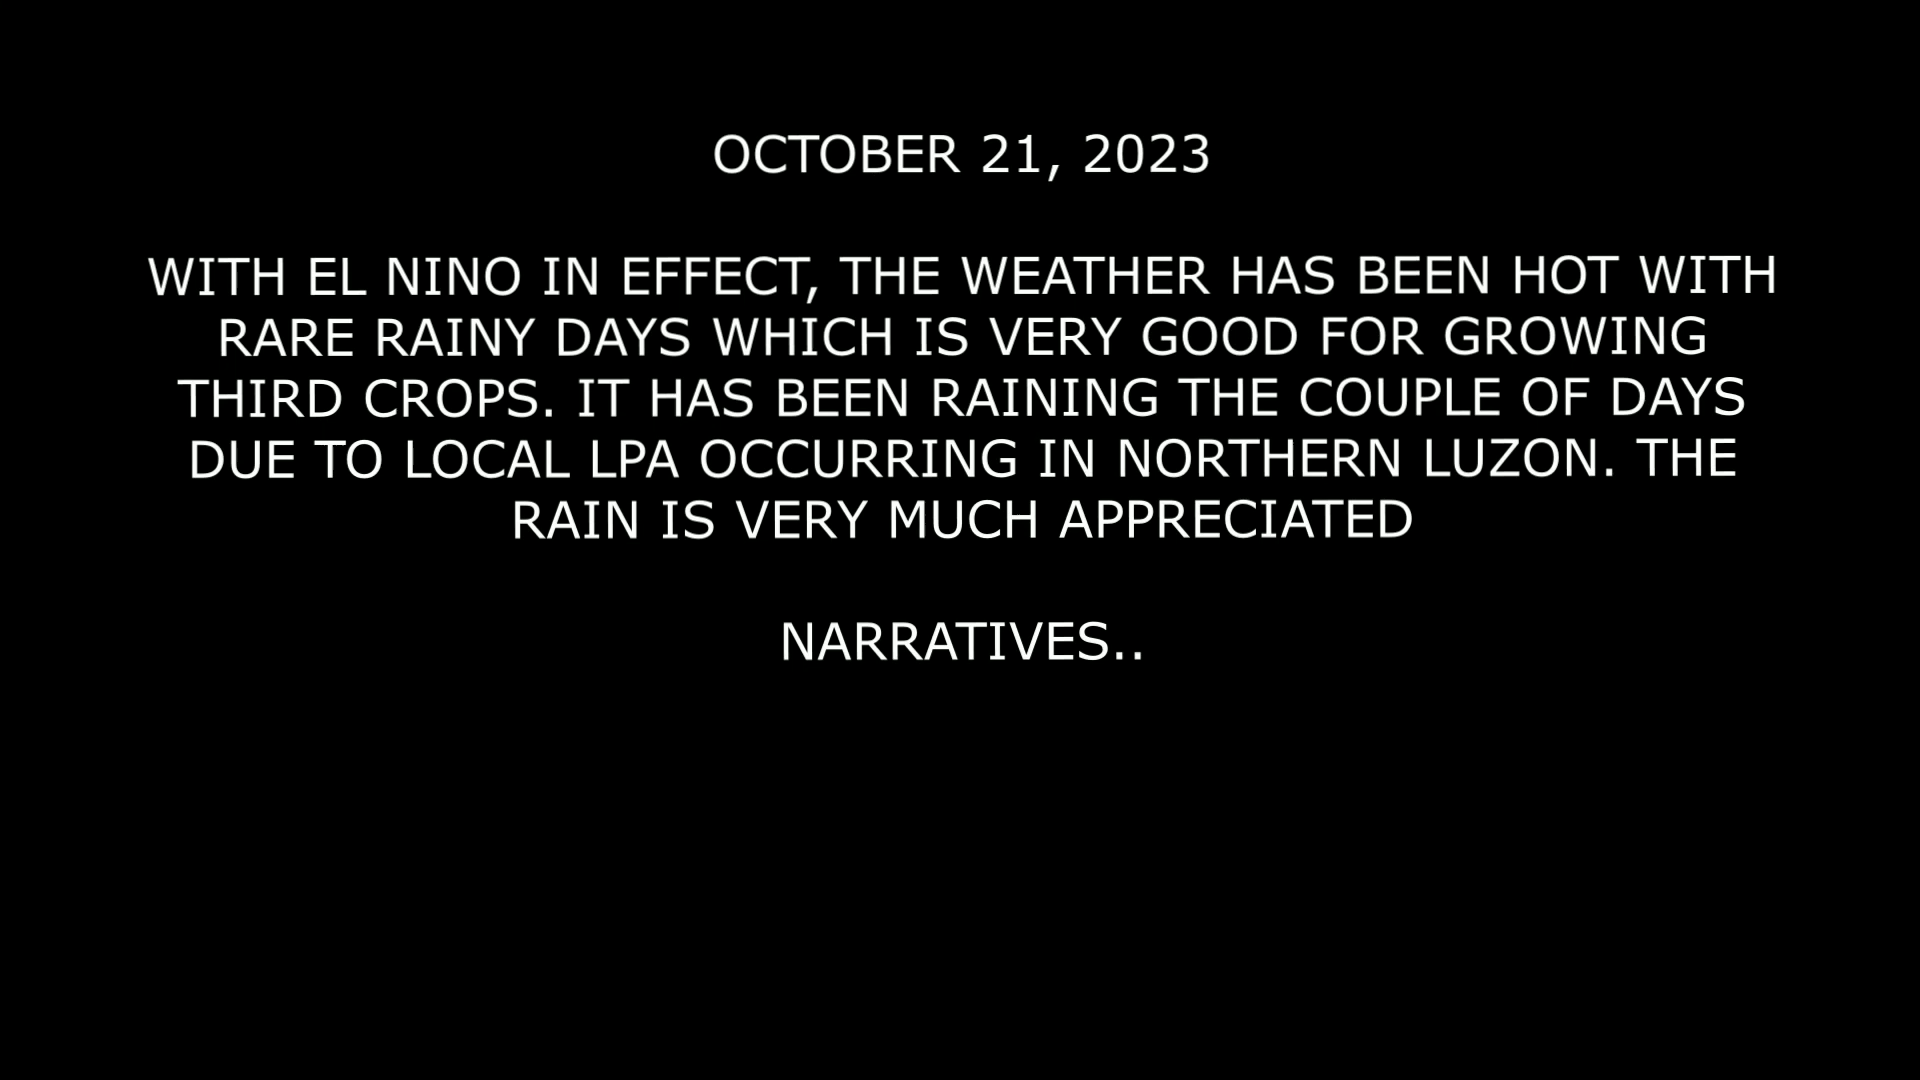 OCTOBER 21, 2023
WITH EL NINO IN EFFECT, THE WEATHER HAS BEEN HOT WITH
RARE RAINY DAYS WHICH IS VERY GOOD FOR GROWING
THIRD CROPS. IT HAS BEEN RAINING THE COUPLE OF DAYS
DUE TO LOCAL LPA OCCURRING IN NORTHERN LUZON. THE
RAIN IS VERY MUCH APPRECIATED
NARRATIVES..